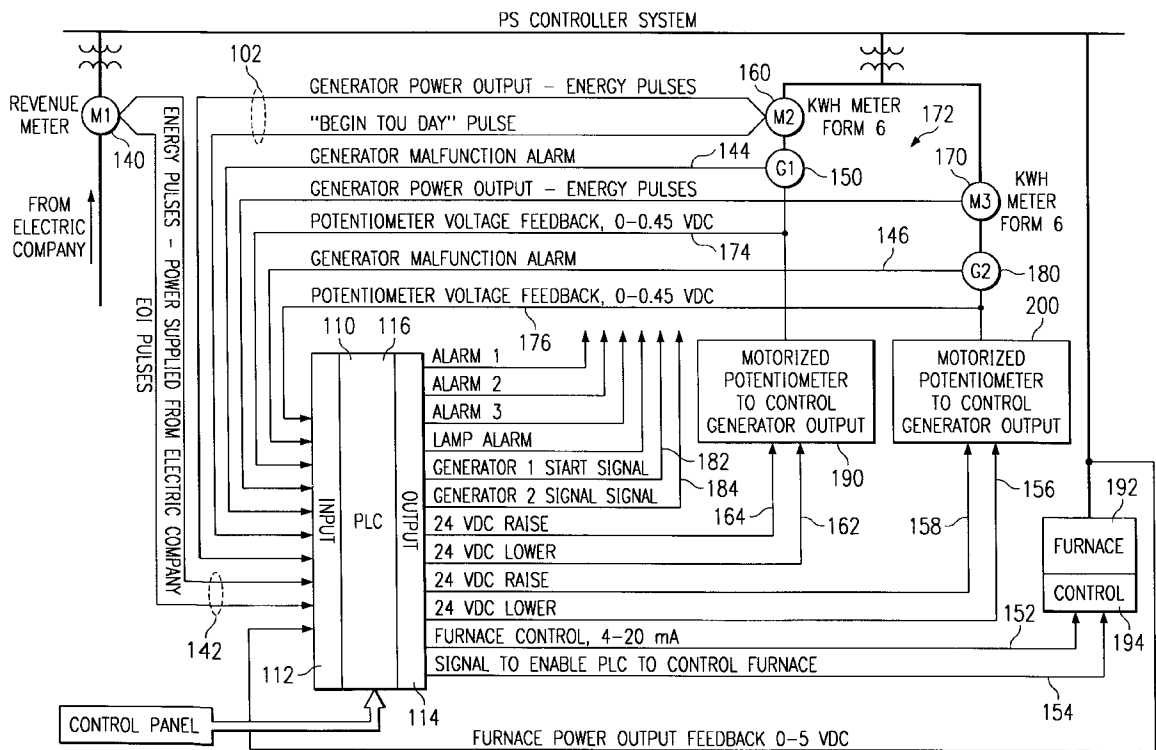 PS CONTROLLER SYSTEM
102
160
GENERATOR POWER OUTPUT – ENERGY PULSES
REVENUE
METER
M1
140
M2
KWH METER
FORM 6
172
"BEGIN TOU DAY" PULSE
144
GENERATOR MALFUNCTION ALARM
G1
150
170
GENERATOR POWER OUTPUT – ENERGY PULSES
M3
KWH
METER
FORM 6
FROM
ELECTRIC
COMPANY
POTENTIOMETER VOLTAGE FEEDBACK, 0–0.45 VDC
174
146
GENERATOR MALFUNCTION ALARM
G2
180
POTENTIOMETER VOLTAGE FEEDBACK, 0–0.45 VDC
176
200
ENERGY PULSES – POWER SUPPLIED FROM ELECTRIC COMPANY
EOI PULSES
110
116
INPUT
PLC
OUTPUT
ALARM 1
ALARM 2
ALARM 3
LAMP ALARM
GENERATOR 1 START SIGNAL
182
GENERATOR 2 SIGNAL SIGNAL
184
24 VDC RAISE
24 VDC LOWER
24 VDC RAISE
24 VDC LOWER
FURNACE CONTROL, 4–20 mA
152
SIGNAL TO ENABLE PLC TO CONTROL FURNACE
154
MOTORIZED
POTENTIOMETER
TO CONTROL
GENERATOR OUTPUT
190
164
162
MOTORIZED
POTENTIOMETER
TO CONTROL
GENERATOR OUTPUT
158
156
192
FURNACE
CONTROL
194
142
112
114
CONTROL PANEL
FURNACE POWER OUTPUT FEEDBACK 0–5 VDC